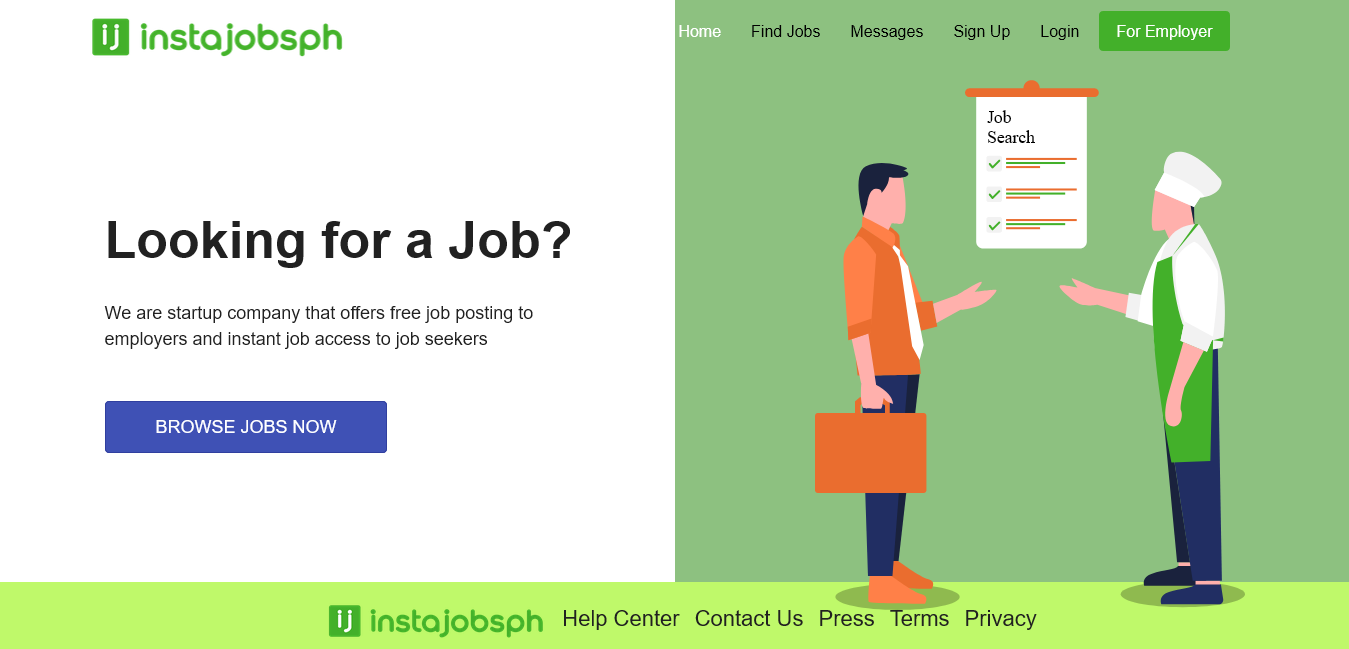 ij instajobsph
Home Find Jobs Messages Sign Up Login For Employer
Job
Search
Looking for a Job?
We are startup company that offers free job posting to
employers and instant job access to job seekers
BROWSE JOBS NOW
ij instajobsph Help Center Contact Us Press Terms Privacy